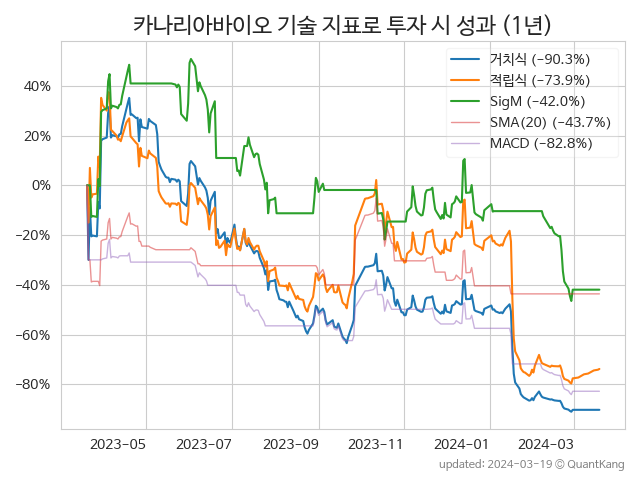 카나리아바이오 기술 지표로 투자 시 성과 (1년)
거치식 (−90.3%)
적립식 (−73.9%)
SigM (−42.0%)
SMA(20) (−43.7%)
MACD (−82.8%)
40%
20%
0%
−20%
−40%
−60%
−80%
2023-05 2023-07 2023-09 2023-11 2024-01 2024-03
updated: 2024-03-19 © QuantKang